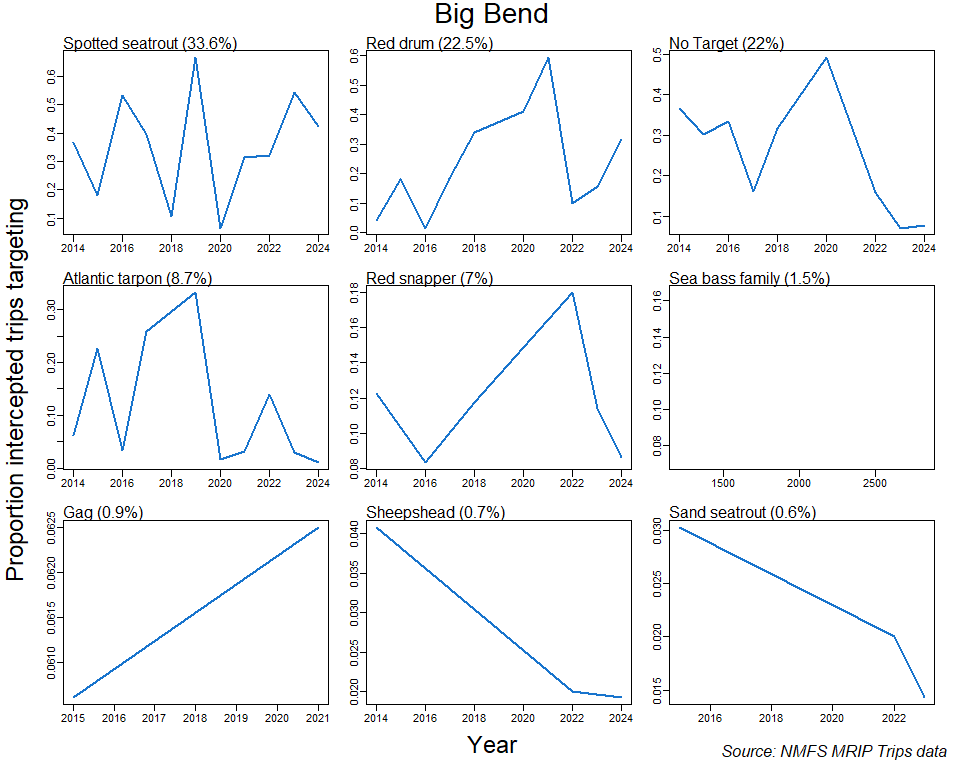 Big Bend
Proportion intercepted trips targeting
Spotted seatrout (33.6%)
0.6
0.5
0.4
0.3
0.2
0.1
2014 2016 2018 2020 2022 2024
Red drum (22.5%)
0.6
0.5
0.4
0.3
0.2
0.1
0.0
2014 2016 2018 2020 2022 2024
No Target (22%)
0.5
0.4
0.3
0.2
0.1
2014 2016 2018 2020 2022 2024
Atlantic tarpon (8.7%)
0.30
0.20
0.10
0.00
2014 2016 2018 2020 2022 2024
Red snapper (7%)
0.18
0.16
0.14
0.12
0.10
0.08
2014 2016 2018 2020 2022 2024
Sea bass family (1.5%)
0.16
0.14
0.12
0.10
0.08
1500 2000 2500
Gag (0.9%)
0.0625
0.0620
0.0615
0.0610
2015 2016 2017 2018 2019 2020 2021
Sheepshead (0.7%)
0.040
0.035
0.030
0.025
0.020
2014 2016 2018 2020 2022 2024
Sand seatrout (0.6%)
0.030
0.025
0.020
0.015
2016 2018 2020 2022
Year
Source: NMFS MRIP Trips data